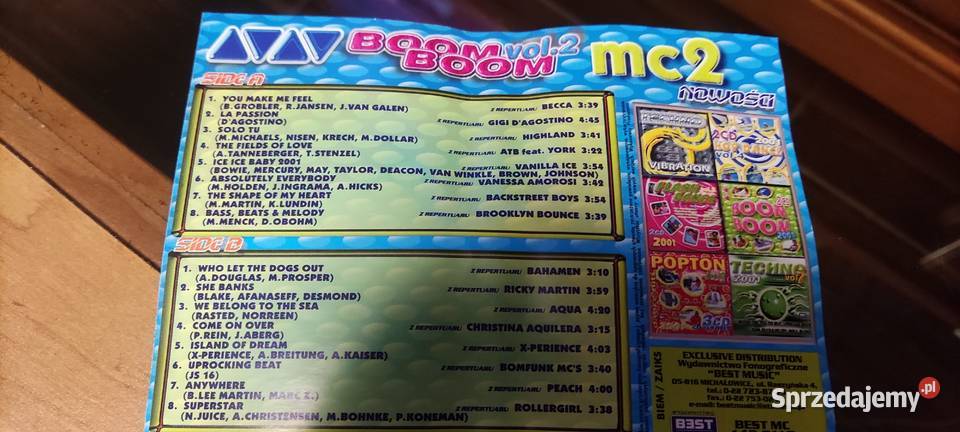 BOOM vol.2
BOOM
mc2
SIDE A
1. YOU MAKE ME FEEL
(B.GROBLER, R.JANSEN, J.VAN GALEN) Z REPERTUARU BECCA 3:39
2. LA PASSION
(D'AGOSTINO) Z REPERTUARU GIGI D'AGOSTINO 4:45
3. SOLO TU
(M.MICHAELS, NISEN, KRECH, M.DOLLAR) Z REPERTUARU HIGHLAND 3:41
4. THE FIELDS OF LOVE
(A.TANNEBERGER, T.STENZEL) Z REPERTUARU ATB feat. YORK 3:22
5. ICE ICE BABY 2001 Z REPERTUARU VANILLA ICE 3:54
(BOWIE, MERCURY, MAY, TAYLOR, DEACON, VAN WINKLE, BROWN, JOHNSON)
6. ABSOLUTELY EVERYBODY Z REPERTUARU VANESSA AMOROSI 3:42
(M.HOLDEN, J.INGRAMA, A.HICKS)
7. THE SHAPE OF MY HEART Z REPERTUARU BACKSTREET BOYS 3:54
(M.MARTIN, K.LUNDIN)
8. BASS, BEATS & MELODY Z REPERTUARU BROOKLYN BOUNCE 3:39
(M.MENCK, D.OBOHM)
SIDE B
1. WHO LET THE DOGS OUT Z REPERTUARU BAHAMEN 3:10
(A.DOUGLAS, M.PROSPER)
2. SHE BANKS Z REPERTUARU RICKY MARTIN 3:59
(BLAKE, AFANASEFF, DESMOND)
3. WE BELONG TO THE SEA Z REPERTUARU AQUA 4:20
(RASTED, NORREEN)
4. COME ON OVER Z REPERTUARU CHRISTINA AQUILERA 3:15
(P.REIN, J.ABERG)
5. ISLAND OF DREAM Z REPERTUARU X-PERIENCE 4:03
(X-PERIENCE, A.BREITUNG, A.KAISER)
6. UPROCKING BEAT Z REPERTUARU BOMFUNK MC'S 3:40
(JS 16)
7. ANYWHERE Z REPERTUARU PEACH 4:00
(B.LEE MARTIN, MARC Z.)
8. SUPERSTAR Z REPERTUARU ROLLERGIRL 3:38
(N.JUICE, A.CHRISTENSEN, M.BOHNKE, P.KONEMAN)
NOWOŚCI
VIBRATION
2CD
2001
2CD
2001
BOOM
BOOM
2001
POPTON
3CD
TECHNO
2001
BIEM / ZAIKS
EXCLUSIVE DISTRIBUTION
Wydawnictwo Fonograficzne
"BEST MUSIC"
05-816 MICHAŁOWICE, ul.
BEST
BEST MC
Sprzedajemy.pl